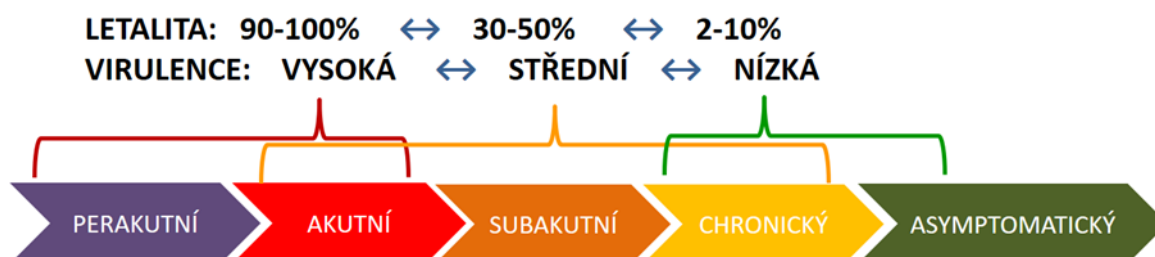 LETALITA: 90-100% ↔ 30-50% ↔ 2-10%
VIRULENCE: VYSOKÁ ↔ STŘEDNÍ ↔ NÍZKÁ
PERAKUTNÍ AKUTNÍ SUBAKUTNÍ CHRONICKÝ ASYMPTOMATICKÝ